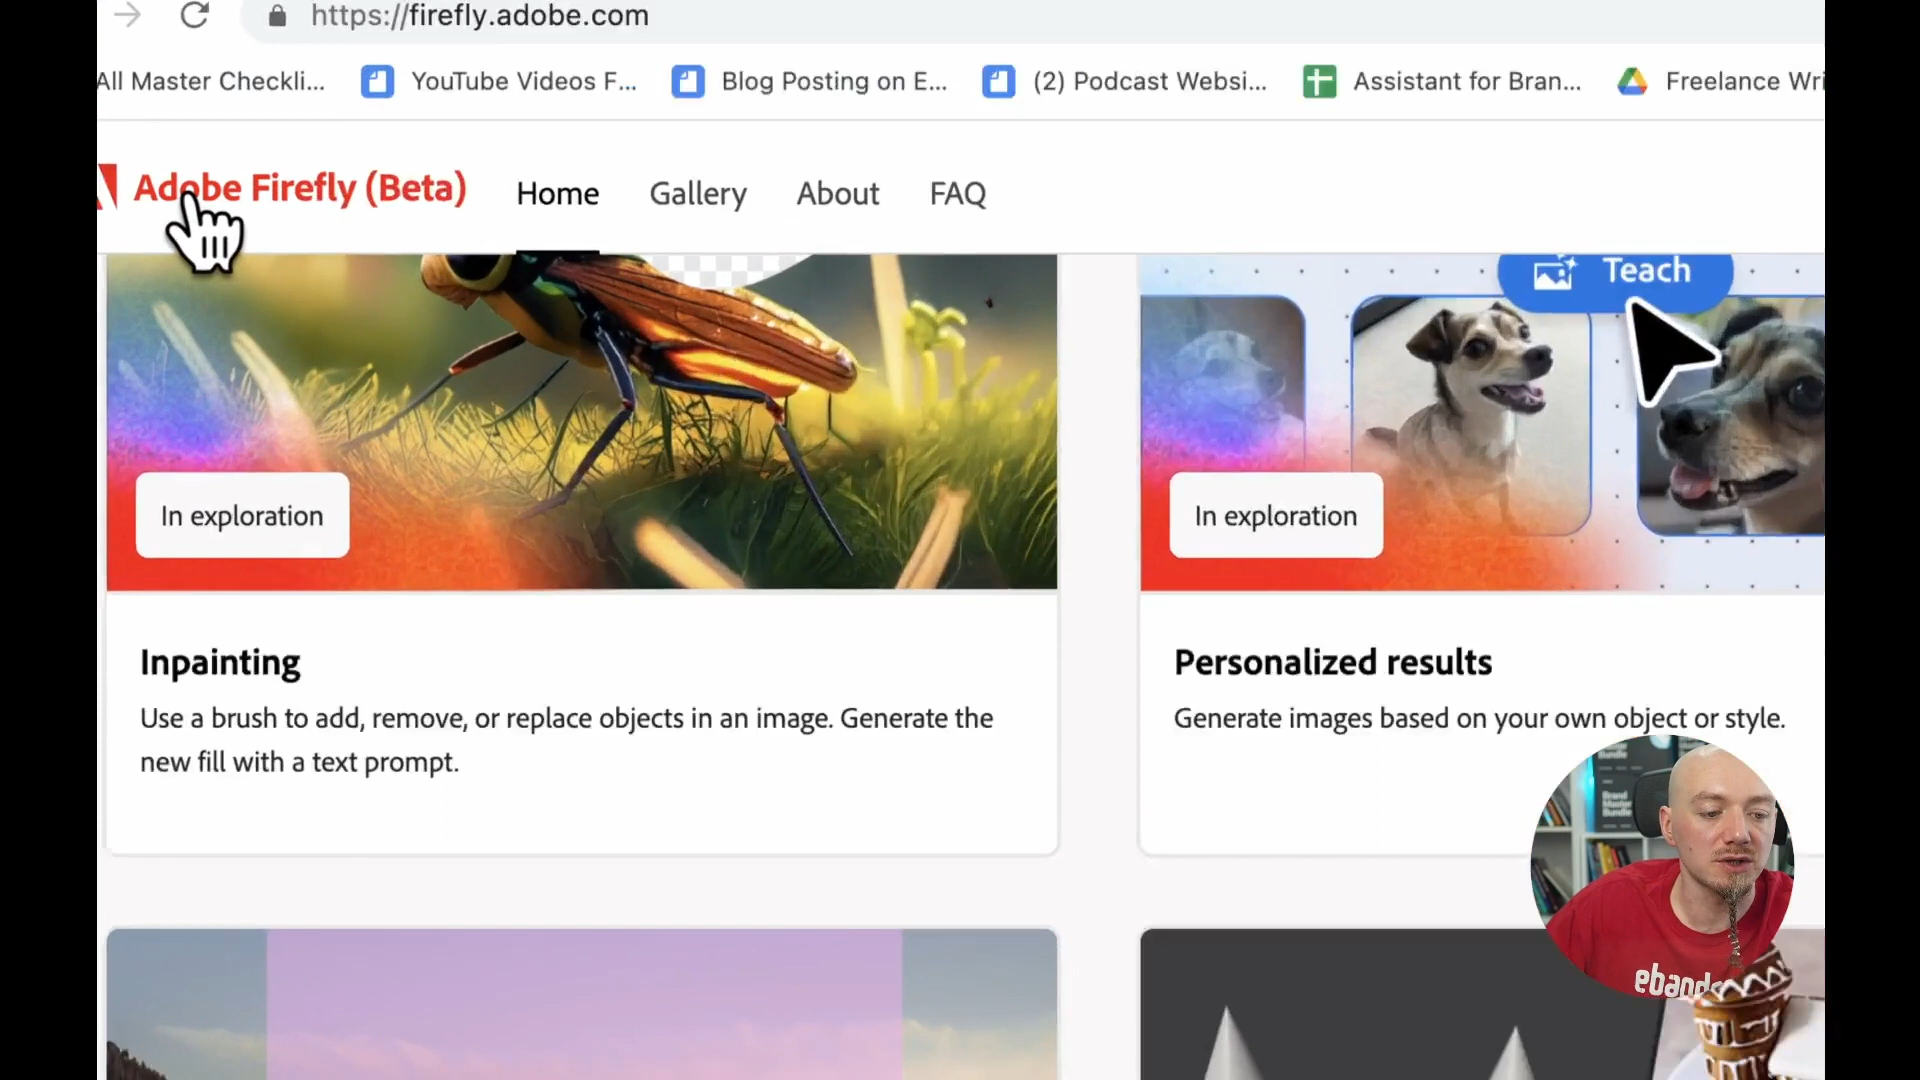 https://firefly.adobe.com
All Master Checkli...
YouTube Videos F...
Blog Posting on E...
(2) Podcast Websi...
Assistant for Bran...
Freelance Wri
Adobe Firefly (Beta)
Home
Gallery
About
FAQ
Teach
In exploration
In exploration
Inpainting
Use a brush to add, remove, or replace objects in an image. Generate the
new fill with a text prompt.
Personalized results
Generate images based on your own object or style.
Brand
Master
Bundle